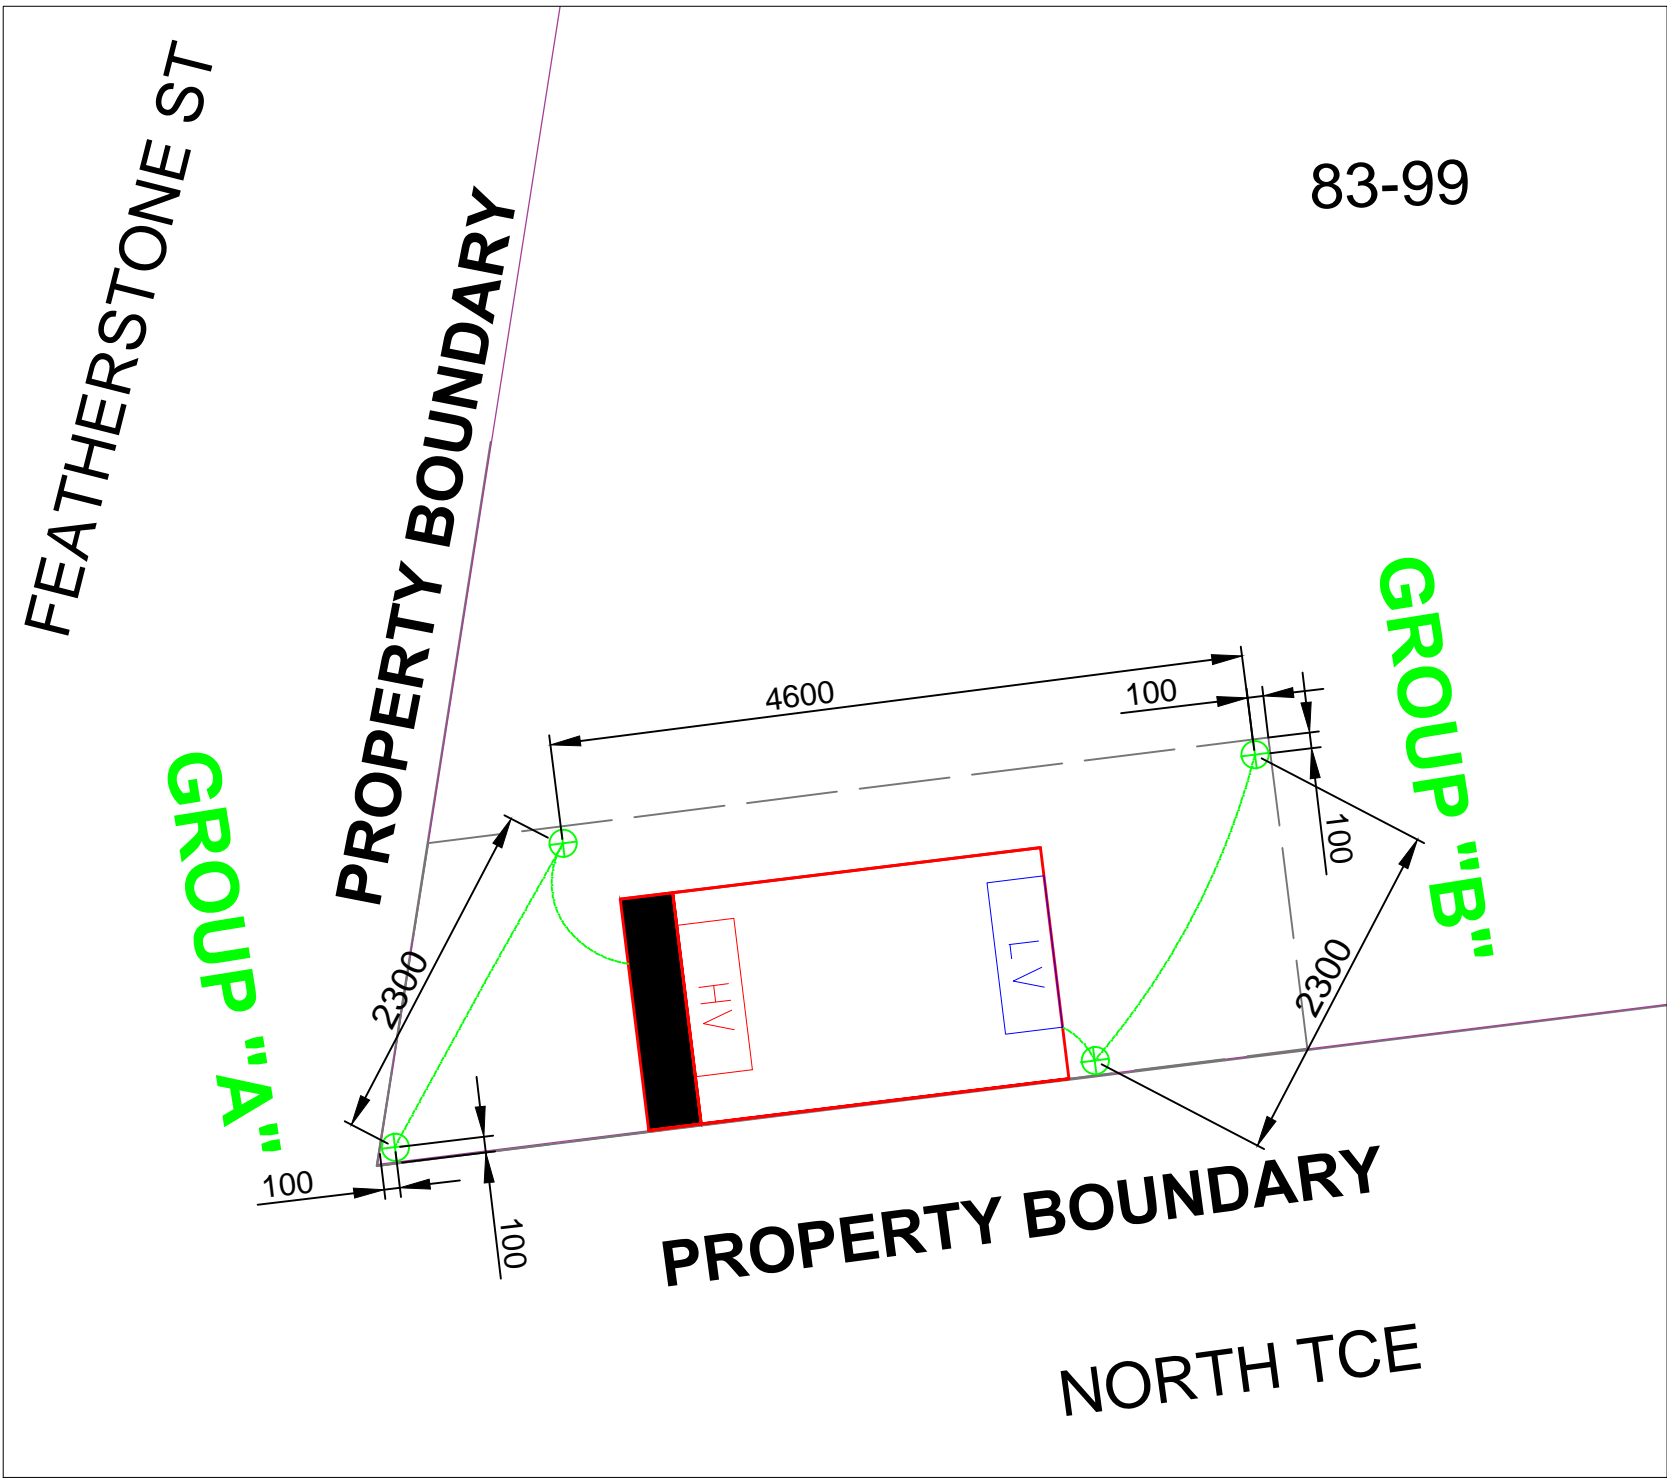 FEATHERSTONE ST
83-99
PROPERTY BOUNDARY
GROUP "B"
4600
100
100
GROUP "A"
2300
2300
HV
LV
100
100
PROPERTY BOUNDARY
NORTH TCE